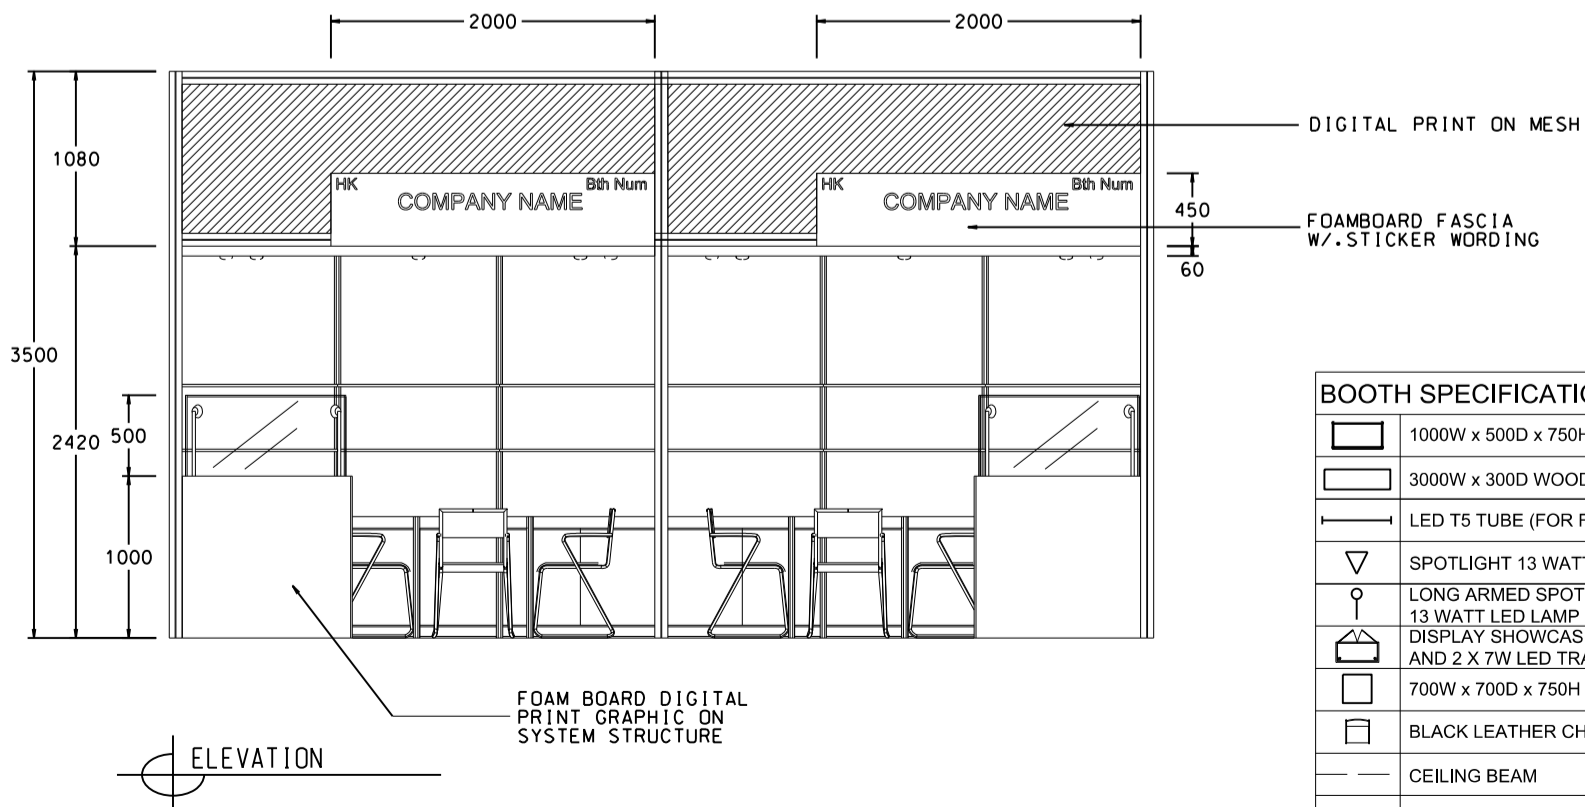 2000
2000
1080
3500
2420
500
1000
HK
Bth Num
COMPANY NAME
HK
Bth Num
COMPANY NAME
450
60
DIGITAL PRINT ON MESH
FOAMBOARD FASCIA
W/.STICKER WORDING
FOAM BOARD DIGITAL
PRINT GRAPHIC ON
SYSTEM STRUCTURE
ELEVATION
BOOTH SPECIFICATIO
1000W x 500D x 750H
3000W x 300D WOOD
LED T5 TUBE (FOR F
SPOTLIGHT 13 WATT
LONG ARMED SPOT
13 WATT LED LAMP
DISPLAY SHOWCAS
AND 2 X 7W LED TRA
700W x 700D x 750H
BLACK LEATHER CH
CEILING BEAM